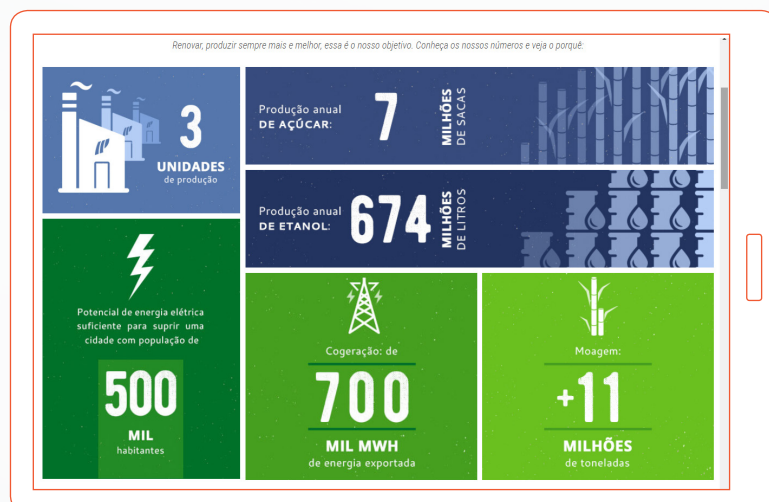 Renovar, produzir sempre mais e melhor, essa é o nosso objetivo. Conheça os nossos números e veja o porquê:
3
UNIDADES
de produção
Produção anual
DE AÇÚCAR:
7
MILHÕES
DE SACAS
Produção anual
DE ETANOL:
674
MILHÕES
DE LITROS
Potencial de energia elétrica
suficiente para suprir uma
cidade com população de
500
MIL
habitantes
Cogeração: de
700
MIL MWH
de energia exportada
Moagem:
+11
MILHÕES
de toneladas